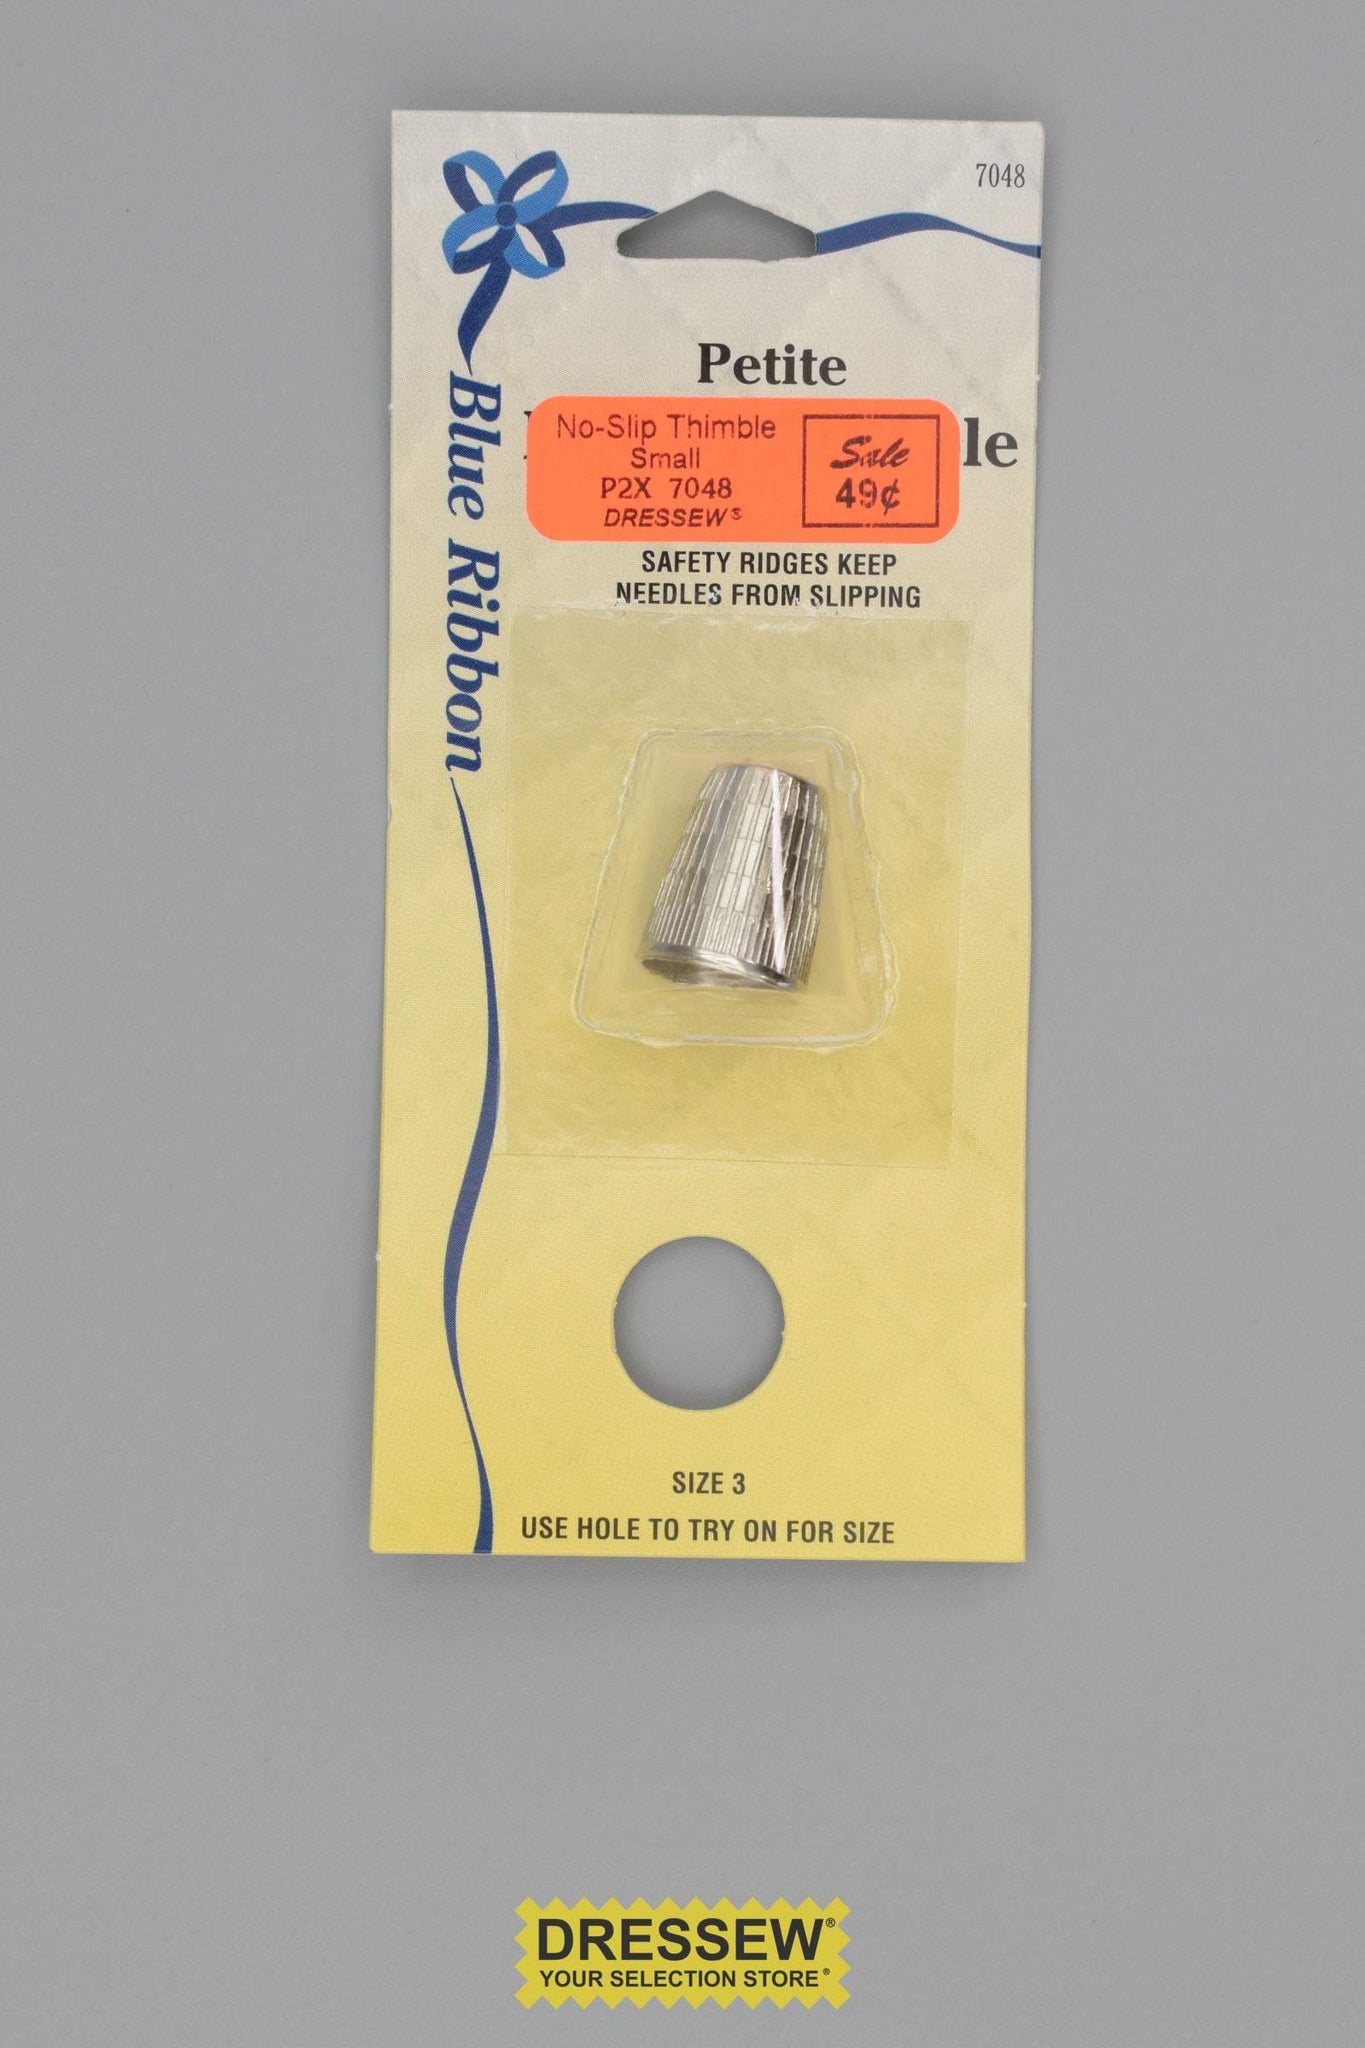 7048
Blue Ribbon
Petite
No-Slip Thimble
Small
P2X 7048
DRESSEW®
Sale
49¢
SAFETY RIDGES KEEP
NEEDLES FROM SLIPPING
SIZE 3
USE HOLE TO TRY ON FOR SIZE
DRESSEW®
YOUR SELECTION STORE®